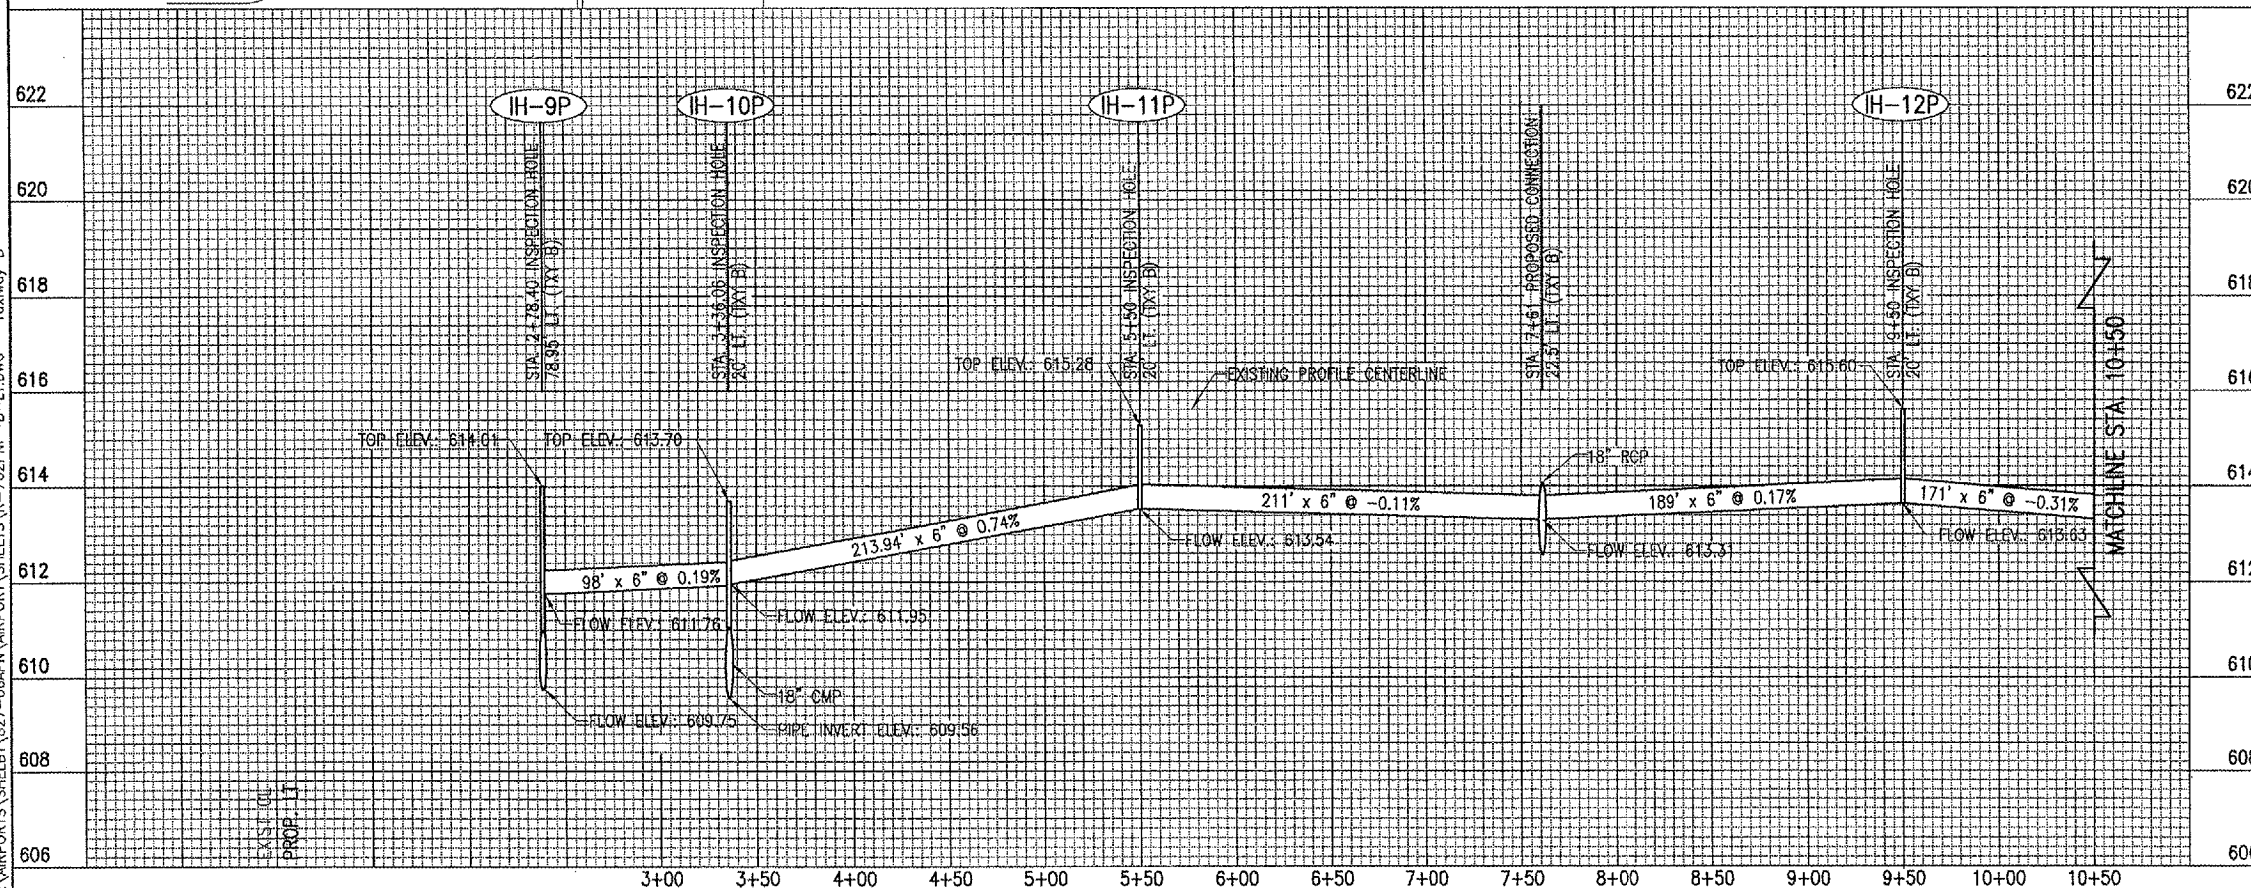 622
620
618
616
614
612
610
608
606
IH-9P
STA. 2+78.40 INSPECTION HOLE
78.95' LT. (TXY B)
IH-10P
STA. 3+36.06 INSPECTION HOLE
20' LT. (TXY B)
IH-11P
STA. 5+50 INSPECTION HOLE
20' LT. (TXY B)
STA. 7+61 PROPOSED CONNECTION
22.5' LT. (TXY B)
IH-12P
STA. 9+50 INSPECTION HOLE
20' LT. (TXY B)
TOP ELEV.: 614.01
TOP ELEV.: 613.70
TOP ELEV.: 615.28
EXISTING PROFILE CENTERLINE
TOP ELEV.: 615.60
18" RCP
98' x 6" @ 0.19%
213.94' x 6" @ 0.74%
211' x 6" @ -0.11%
189' x 6" @ 0.17%
171' x 6" @ -0.31%
FLOW ELEV.: 611.76
FLOW ELEV.: 611.95
FLOW ELEV.: 613.54
FLOW ELEV.: 613.31
FLOW ELEV.: 613.63
FLOW ELEV.: 609.75
18" CMP
PIPE INVERT ELEV.: 609.56
MATCHLINE STA 10+50
EXIST CL
PROP. LT
3+00 3+50 4+00 4+50 5+00 5+50 6+00 6+50 7+00 7+50 8+00 8+50 9+00 9+50 10+00 10+50